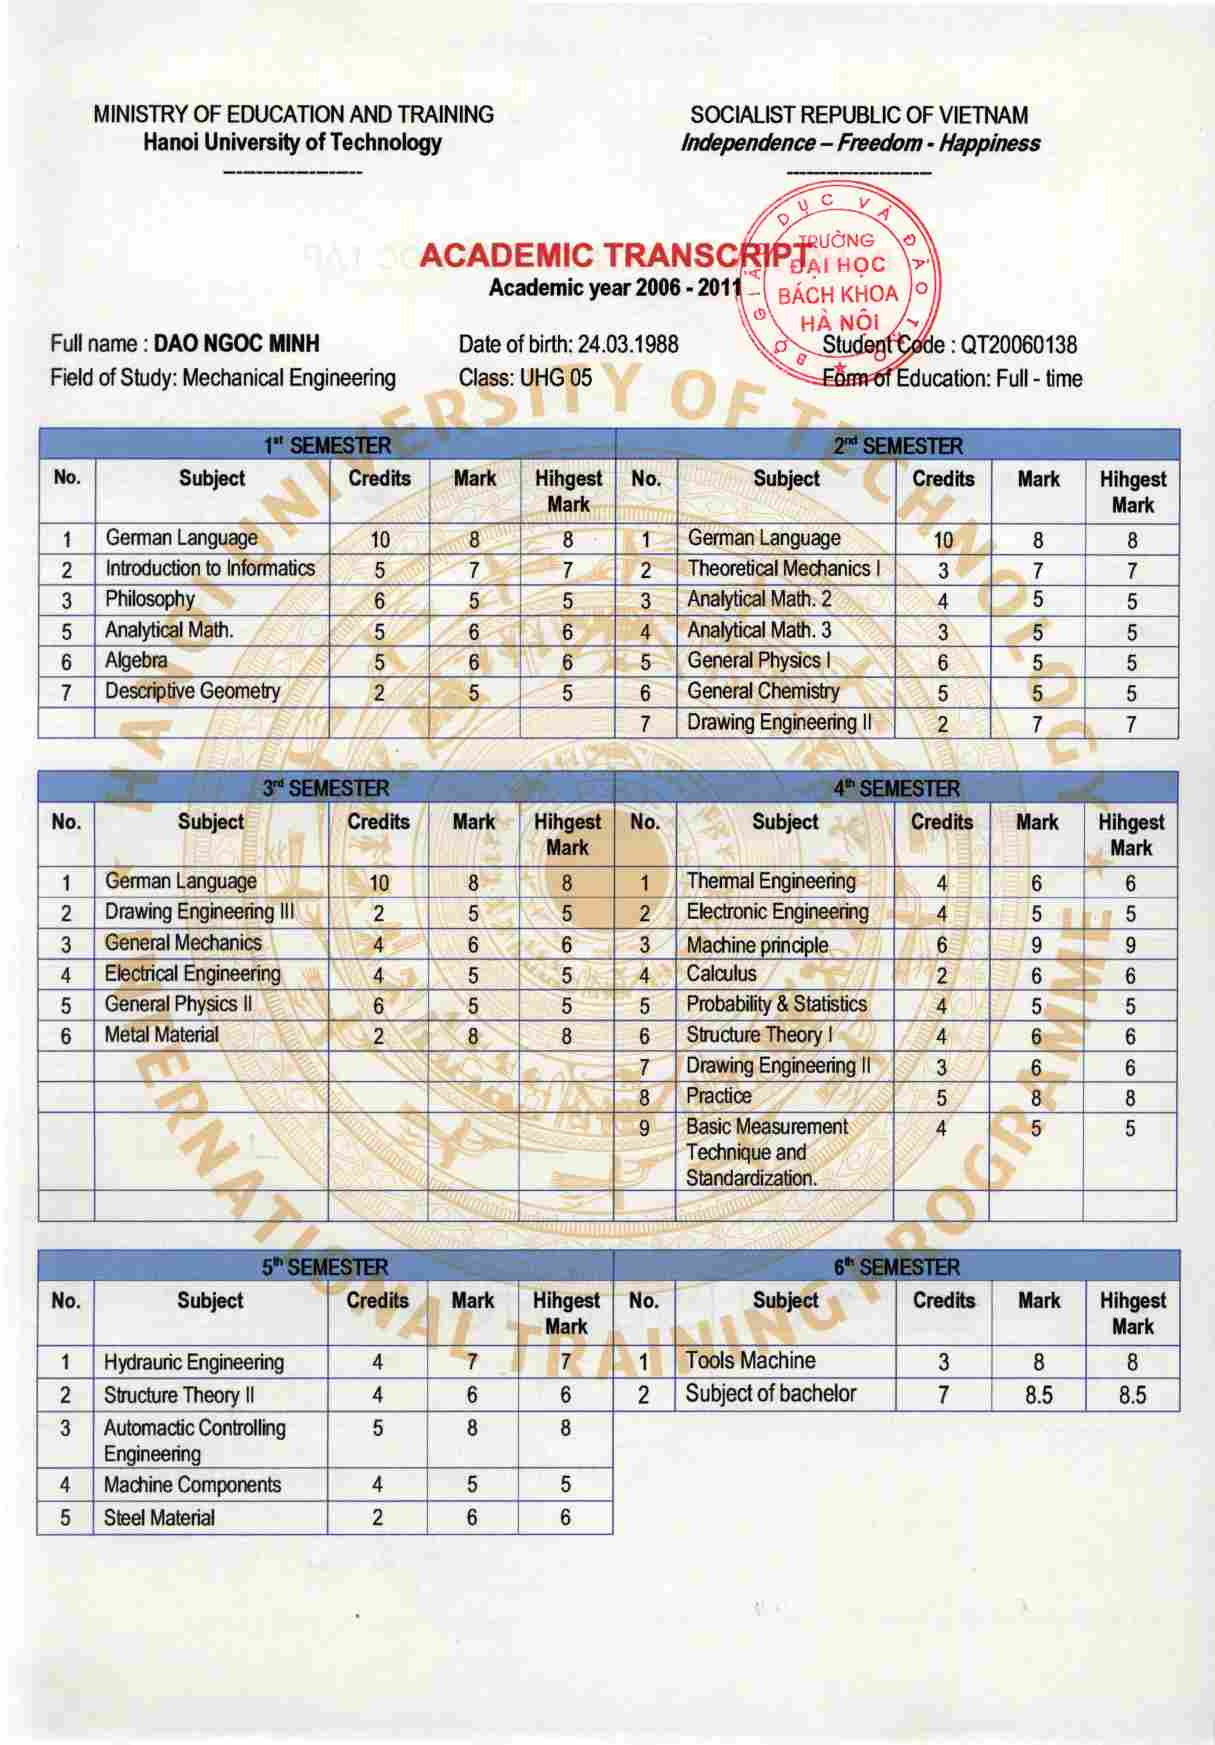 MINISTRY OF EDUCATION AND TRAINING
Hanoi University of Technology
SOCIALIST REPUBLIC OF VIETNAM
Independence – Freedom - Happiness
ACADEMIC TRANSCRIPT
Academic year 2006 - 2011
BỘ GIÁO DỤC VÀ ĐÀO TẠO
TRƯỜNG
ĐẠI HỌC
BÁCH KHOA
HÀ NỘI
Full name : DAO NGOC MINH Date of birth: 24.03.1988 Student Code : QT20060138
Field of Study: Mechanical Engineering Class: UHG 05 Form of Education: Full - time
HANOI UNIVERSITY OF TECHNOLOGY
INTERNATIONAL TRAINING PROGRAMME
1st SEMESTER
No. Subject Credits Mark Hihgest
Mark
1 German Language 10 8 8
2 Introduction to Informatics 5 7 7
3 Philosophy 6 5 5
5 Analytical Math. 5 6 6
6 Algebra 5 6 6
7 Descriptive Geometry 2 5 5
2nd SEMESTER
No. Subject Credits Mark Hihgest
Mark
1 German Language 10 8 8
2 Theoretical Mechanics I 3 7 7
3 Analytical Math. 2 4 5 5
4 Analytical Math. 3 3 5 5
5 General Physics I 6 5 5
6 General Chemistry 5 5 5
7 Drawing Engineering II 2 7 7
3rd SEMESTER
No. Subject Credits Mark Hihgest
Mark
1 German Language 10 8 8
2 Drawing Engineering III 2 5 5
3 General Mechanics 4 6 6
4 Electrical Engineering 4 5 5
5 General Physics II 6 5 5
6 Metal Material 2 8 8
4th SEMESTER
No. Subject Credits Mark Hihgest
Mark
1 Thermal Engineering 4 6 6
2 Electronic Engineering 4 5 5
3 Machine principle 6 9 9
4 Calculus 2 6 6
5 Probability & Statistics 4 5 5
6 Structure Theory I 4 6 6
7 Drawing Engineering II 3 6 6
8 Practice 5 8 8
9 Basic Measurement 4 5 5
Technique and
Standardization.
5th SEMESTER
No. Subject Credits Mark Hihgest
Mark
1 Hydrauric Engineering 4 7 7
2 Structure Theory II 4 6 6
3 Automactic Controlling 5 8 8
Engineering
4 Machine Components 4 5 5
5 Steel Material 2 6 6
6th SEMESTER
No. Subject Credits Mark Hihgest
Mark
1 Tools Machine 3 8 8
2 Subject of bachelor 7 8.5 8.5